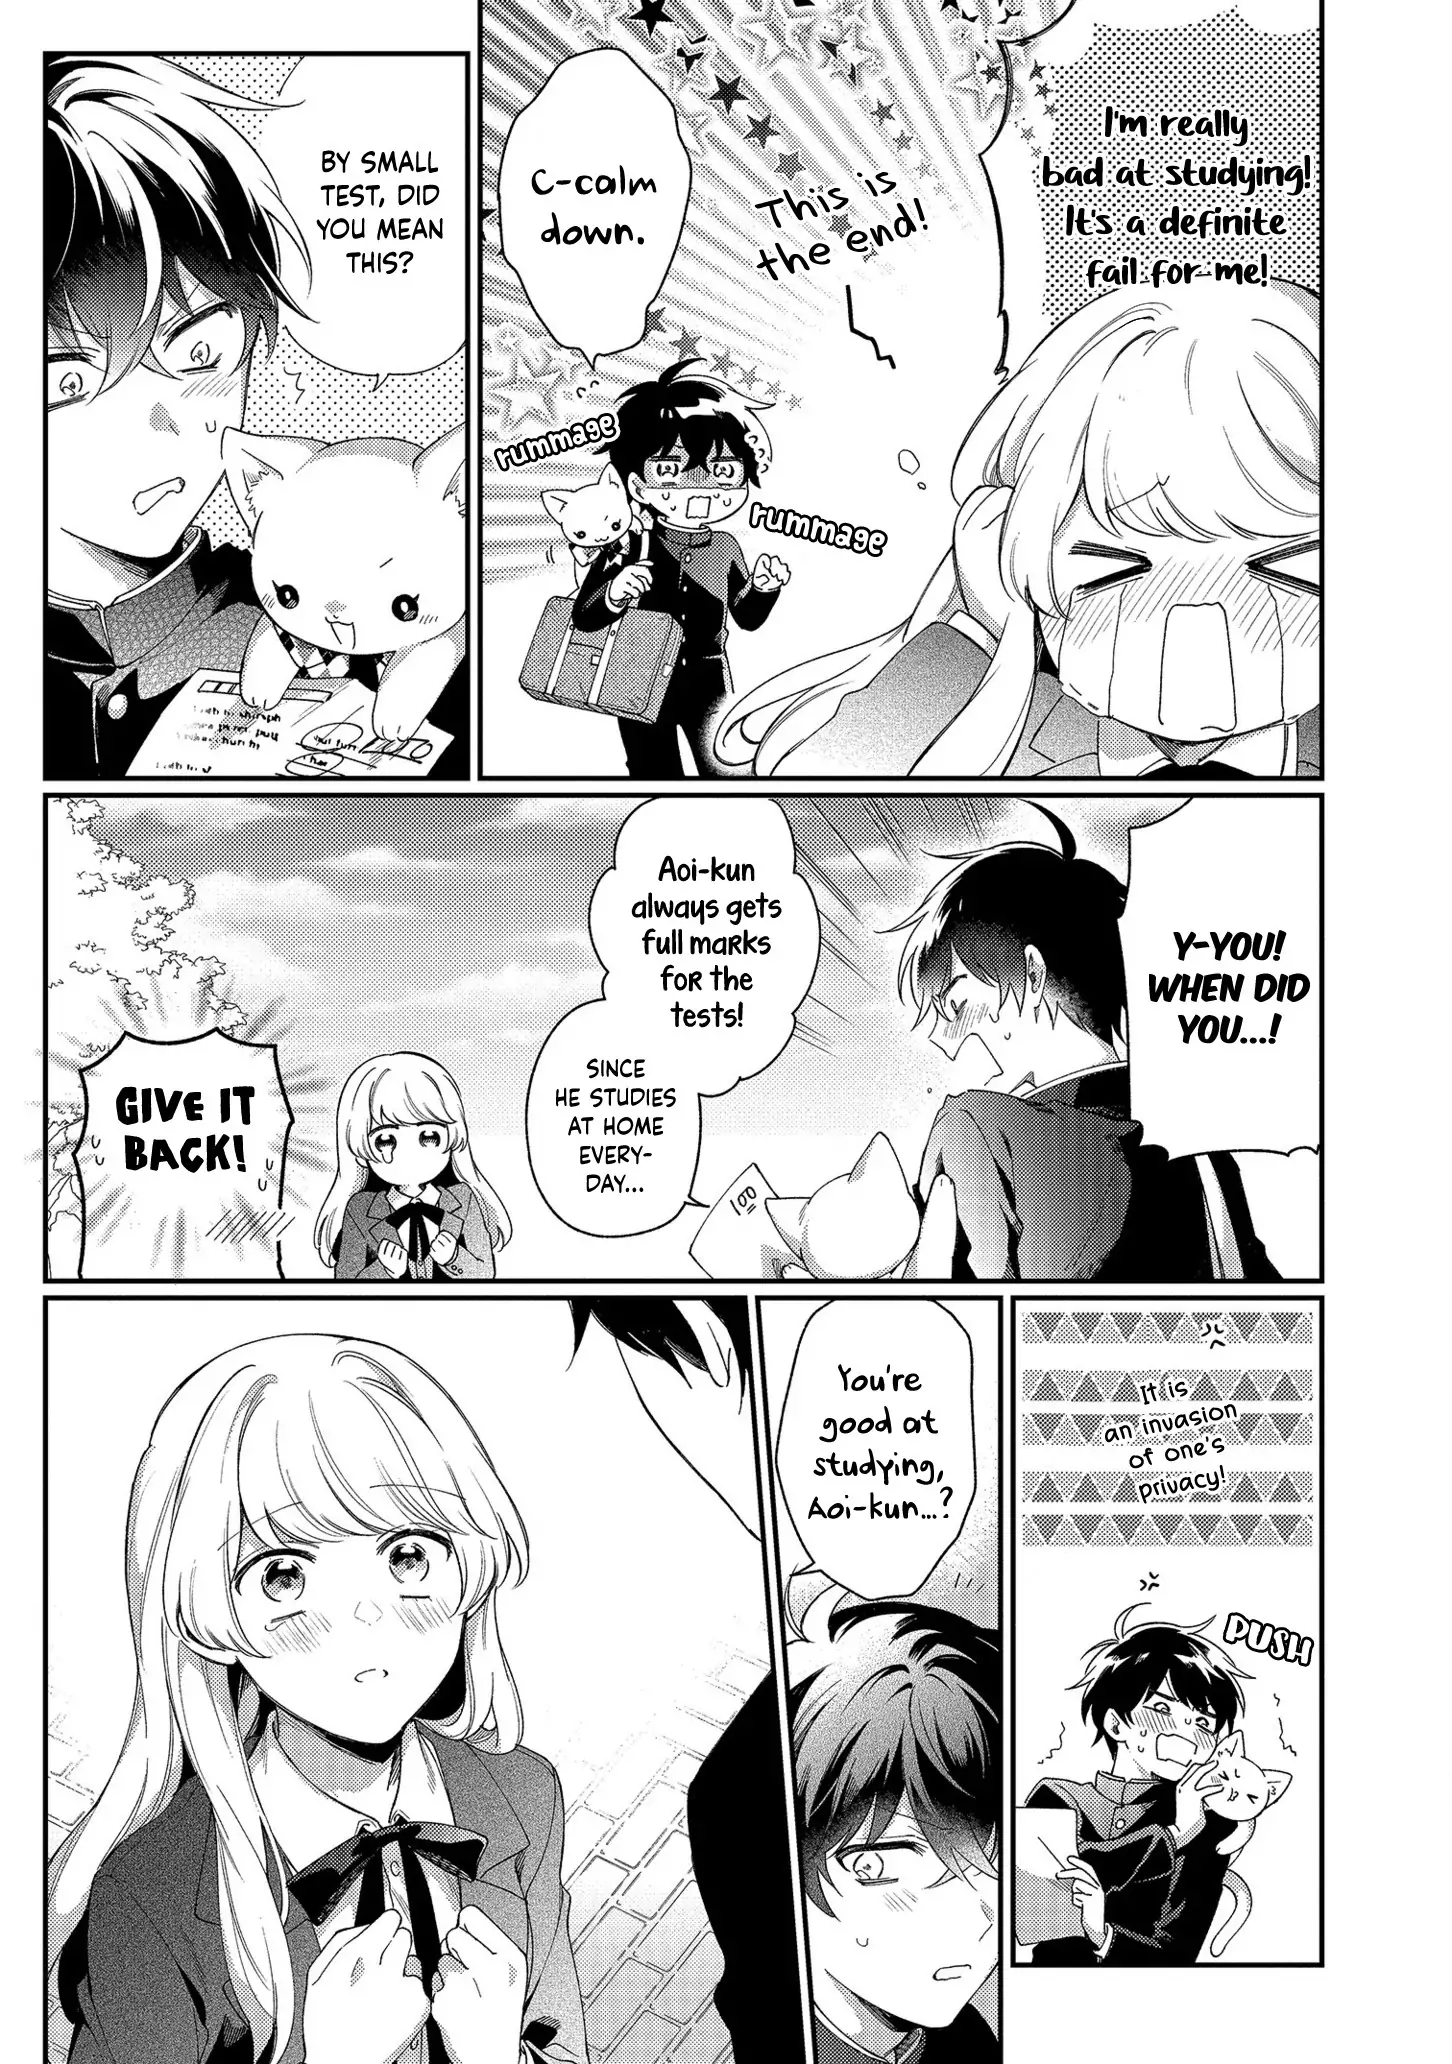 I'm really
bad at studying!
It's a definite
fail for me!
This is
the end!
C-calm
down.
rummage
rummage
BY SMALL
TEST, DID
YOU MEAN
THIS?
Y-YOU!
WHEN DID
YOU...!
100
Aoi-kun
always gets
full marks
for the
tests!
SINCE
HE STUDIES
AT HOME
EVERY-
DAY...
GIVE IT
BACK!
It is
an invasion
of one's
privacy!
PUSH
You're
good at
studying,
Aoi-kun...?